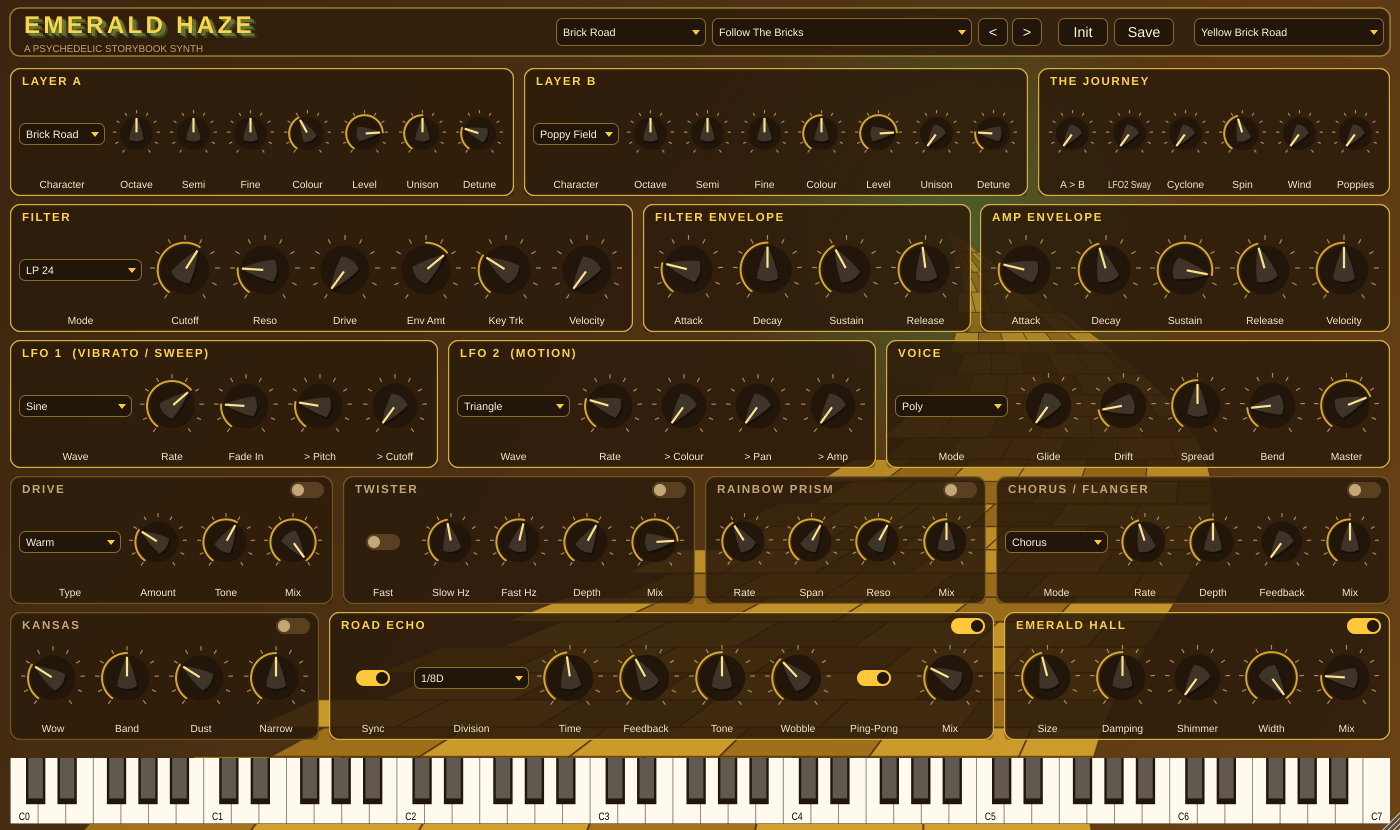 EMERALD HAZE
A PSYCHEDELIC STORYBOOK SYNTH
Brick Road
Follow The Bricks
<
>
Init
Save
Yellow Brick Road
LAYER A
Brick Road
Character Octave Semi Fine Colour Level Unison Detune
LAYER B
Poppy Field
Character Octave Semi Fine Colour Level Unison Detune
THE JOURNEY
A > B LFO2 Sway Cyclone Spin Wind Poppies
FILTER
LP 24
Mode Cutoff Reso Drive Env Amt Key Trk Velocity
FILTER ENVELOPE
Attack Decay Sustain Release
AMP ENVELOPE
Attack Decay Sustain Release Velocity
LFO 1 (VIBRATO / SWEEP)
Sine
Wave Rate Fade In > Pitch > Cutoff
LFO 2 (MOTION)
Triangle
Wave Rate > Colour > Pan > Amp
VOICE
Poly
Mode Glide Drift Spread Bend Master
DRIVE
Warm
Type Amount Tone Mix
TWISTER
Fast Slow Hz Fast Hz Depth Mix
RAINBOW PRISM
Rate Span Reso Mix
CHORUS / FLANGER
Chorus
Mode Rate Depth Feedback Mix
KANSAS
Wow Band Dust Narrow
ROAD ECHO
1/8D
Sync Division Time Feedback Tone Wobble Ping-Pong Mix
EMERALD HALL
Size Damping Shimmer Width Mix
C0 C1 C2 C3 C4 C5 C6 C7